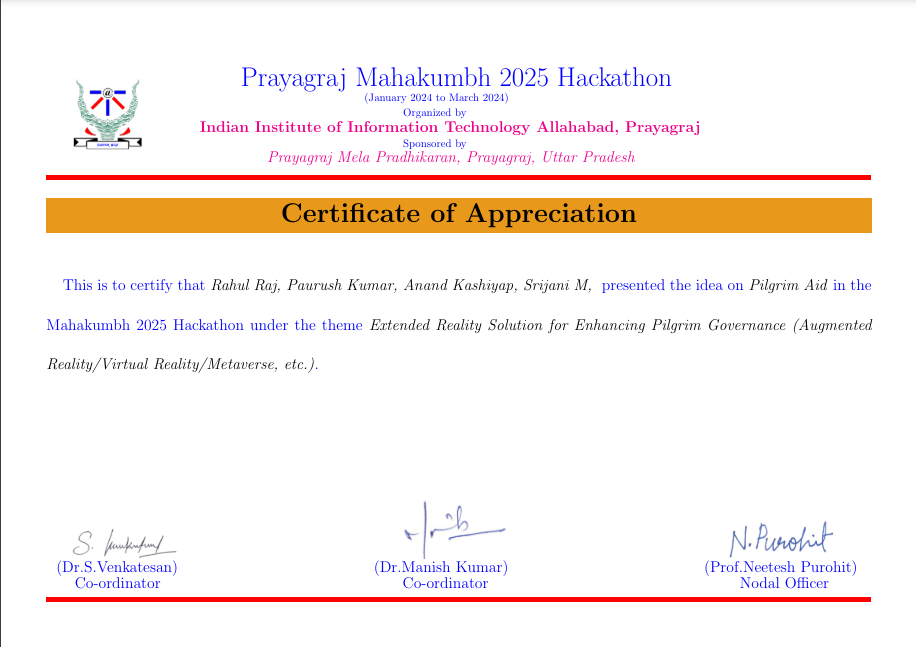 Prayagraj Mahakumbh 2025 Hackathon
(January 2024 to March 2024)
Organized by
Indian Institute of Information Technology Allahabad, Prayagraj
Sponsored by
Prayagraj Mela Pradhikaran, Prayagraj, Uttar Pradesh
Certificate of Appreciation
This is to certify that Rahul Raj, Paurush Kumar, Anand Kashiyap, Srijani M, presented the idea on Pilgrim Aid in the
Mahakumbh 2025 Hackathon under the theme Extended Reality Solution for Enhancing Pilgrim Governance (Augmented
Reality/Virtual Reality/Metaverse, etc.).
N. Purohit
(Dr.S.Venkatesan)
(Dr.Manish Kumar)
(Prof.Neetesh Purohit)
Co-ordinator
Co-ordinator
Nodal Officer